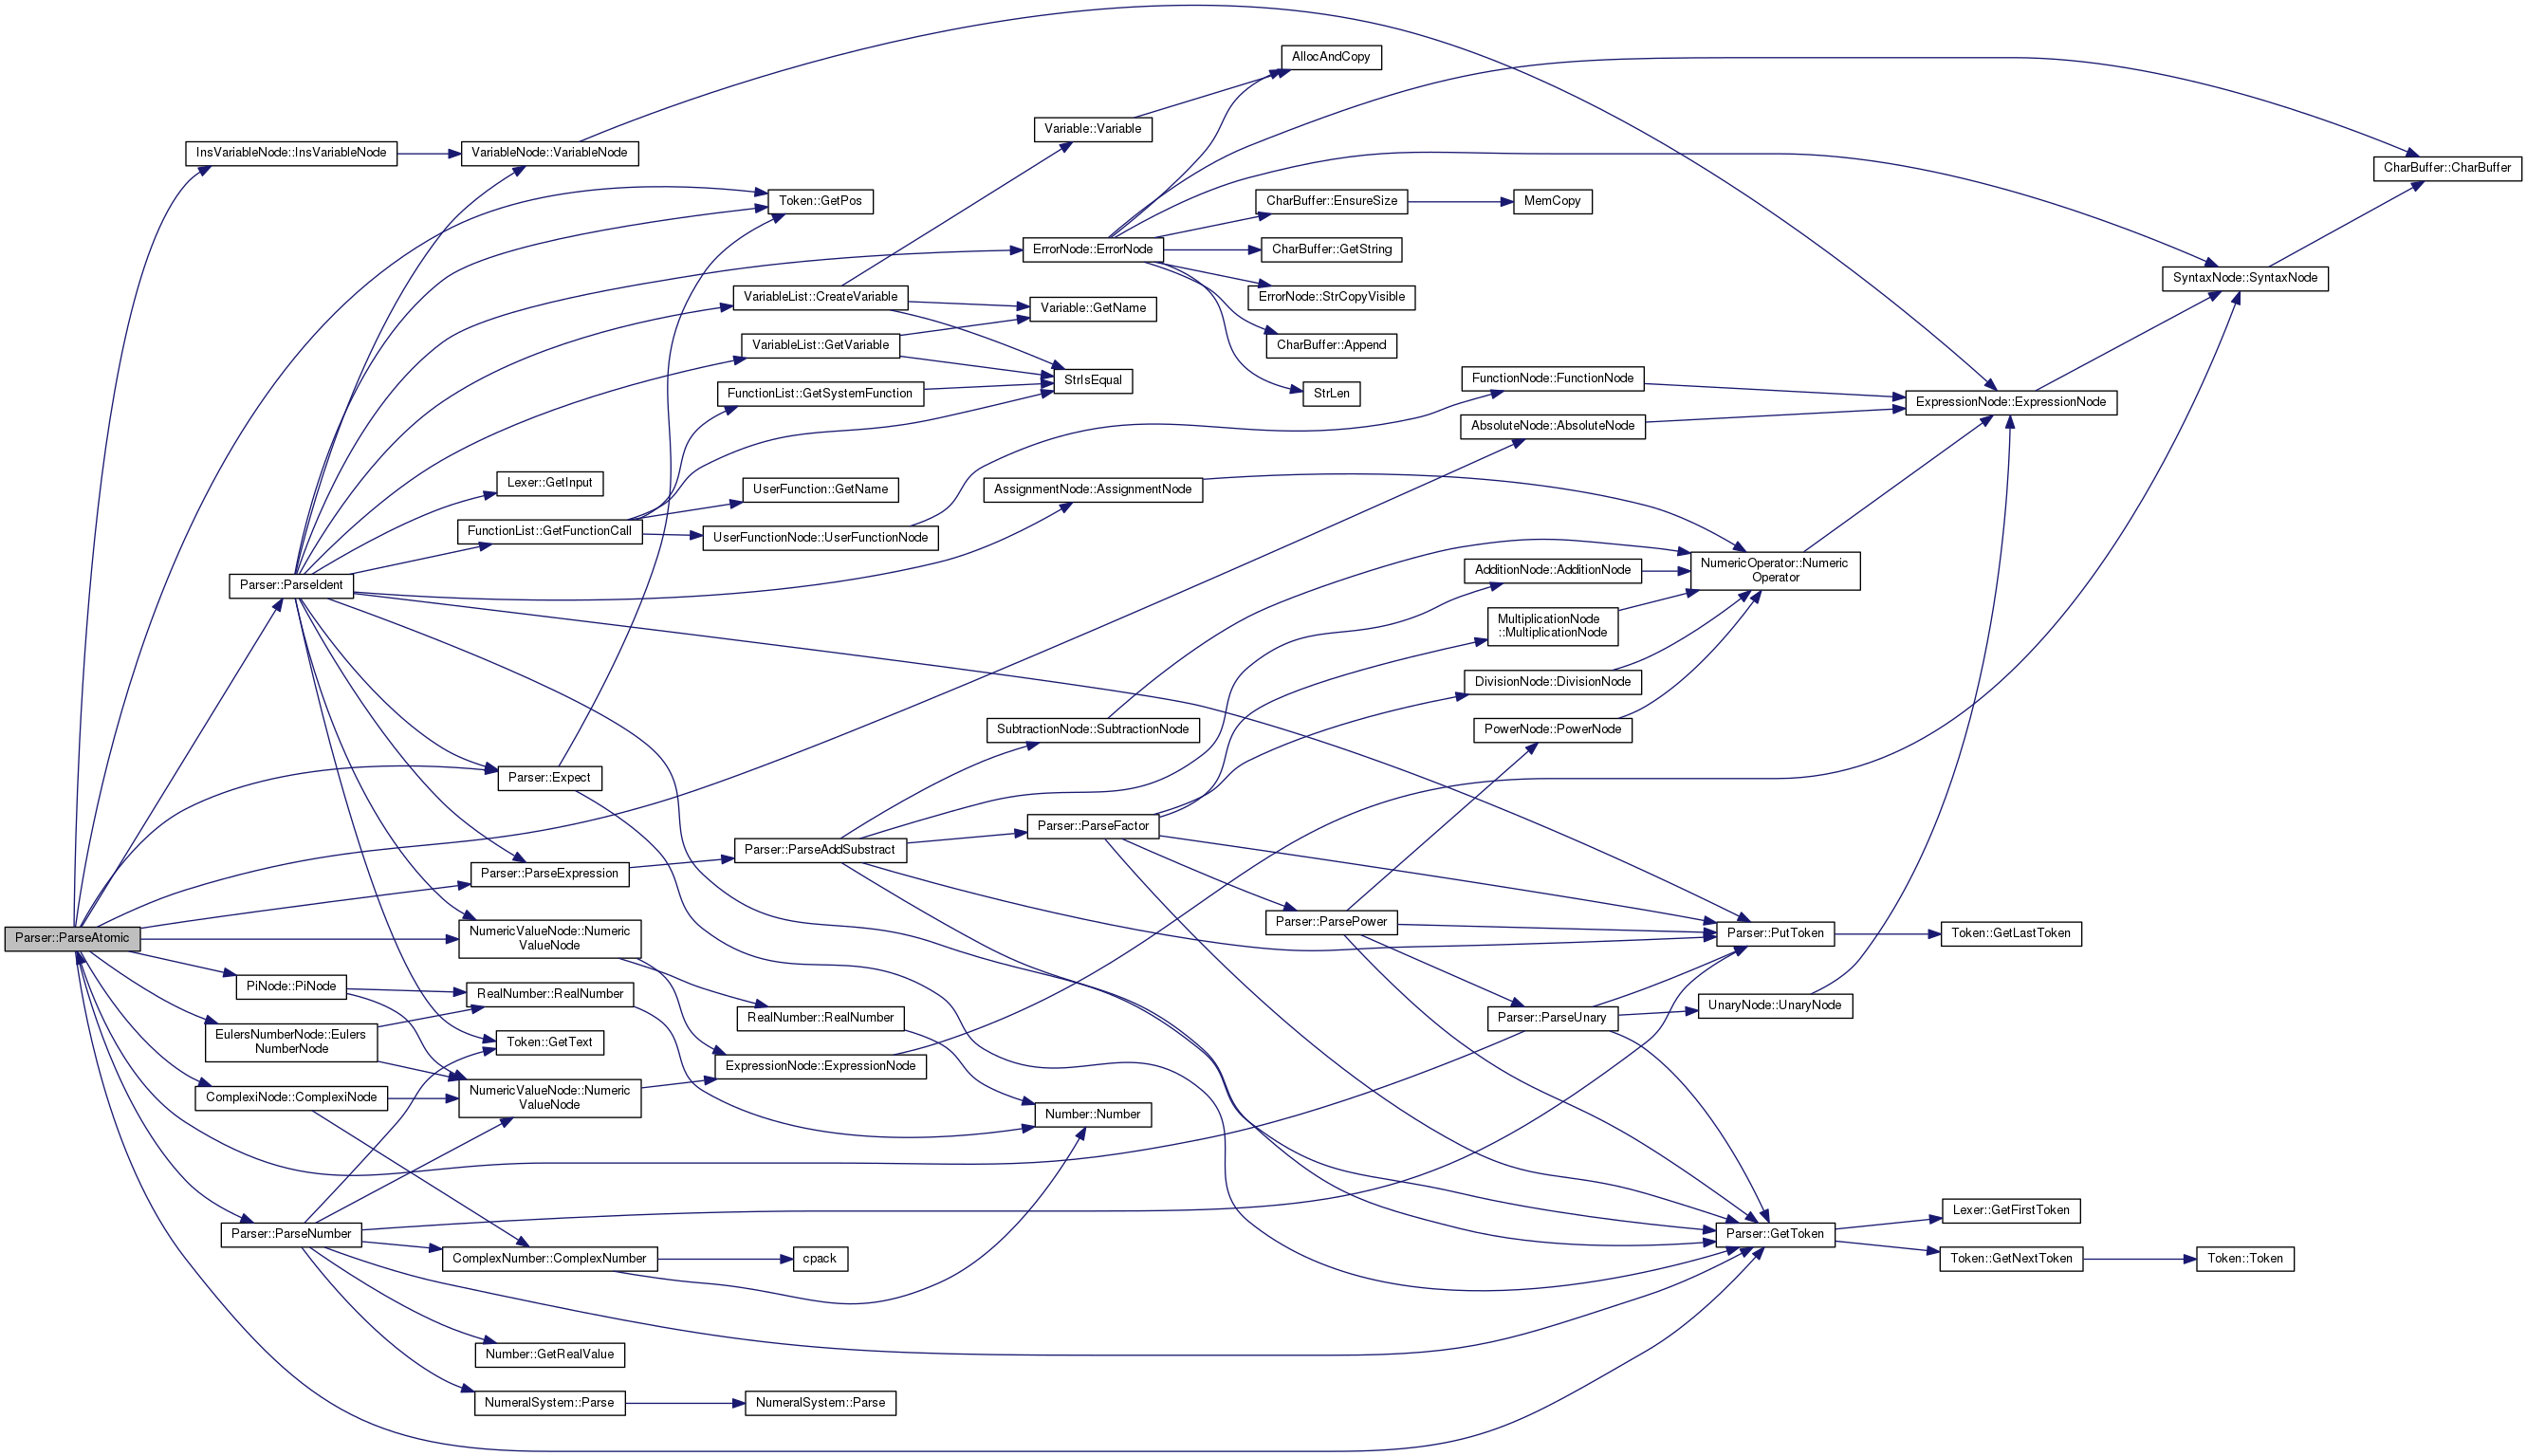 AllocAndCopy
Variable::Variable
InsVariableNode::InsVariableNode
VariableNode::VariableNode
CharBuffer::CharBuffer
Token::GetPos
CharBuffer::EnsureSize
MemCopy
ErrorNode::ErrorNode
CharBuffer::GetString
SyntaxNode::SyntaxNode
VariableList::CreateVariable
ErrorNode::StrCopyVisible
Variable::GetName
VariableList::GetVariable
CharBuffer::Append
StrIsEqual
FunctionNode::FunctionNode
FunctionList::GetSystemFunction
StrLen
ExpressionNode::ExpressionNode
AbsoluteNode::AbsoluteNode
Lexer::GetInput
UserFunction::GetName
AssignmentNode::AssignmentNode
FunctionList::GetFunctionCall
UserFunctionNode::UserFunctionNode
NumericOperator::Numeric
Operator
AdditionNode::AdditionNode
Parser::ParseIdent
MultiplicationNode
::MultiplicationNode
DivisionNode::DivisionNode
SubtractionNode::SubtractionNode
PowerNode::PowerNode
Parser::Expect
Parser::ParseFactor
Parser::ParseAddSubstract
Parser::ParseExpression
Parser::ParsePower
Parser::ParseAtomic
NumericValueNode::Numeric
ValueNode
Parser::PutToken
Token::GetLastToken
PiNode::PiNode
RealNumber::RealNumber
UnaryNode::UnaryNode
RealNumber::RealNumber
Parser::ParseUnary
EulersNumberNode::Eulers
NumberNode
Token::GetText
ExpressionNode::ExpressionNode
ComplexiNode::ComplexiNode
NumericValueNode::Numeric
ValueNode
Number::Number
Lexer::GetFirstToken
Parser::ParseNumber
Parser::GetToken
ComplexNumber::ComplexNumber
cpack
Token::GetNextToken
Token::Token
Number::GetRealValue
NumeralSystem::Parse
NumeralSystem::Parse